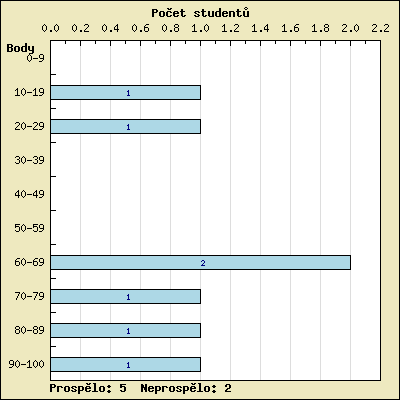 Počet studentů
0.0 0.2 0.4 0.6 0.8 1.0 1.2 1.4 1.6 1.8 2.0 2.2
Body
0-9
10-19 1
20-29 1
30-39
40-49
50-59
60-69 2
70-79 1
80-89 1
90-100 1
Prospělo: 5 Neprospělo: 2